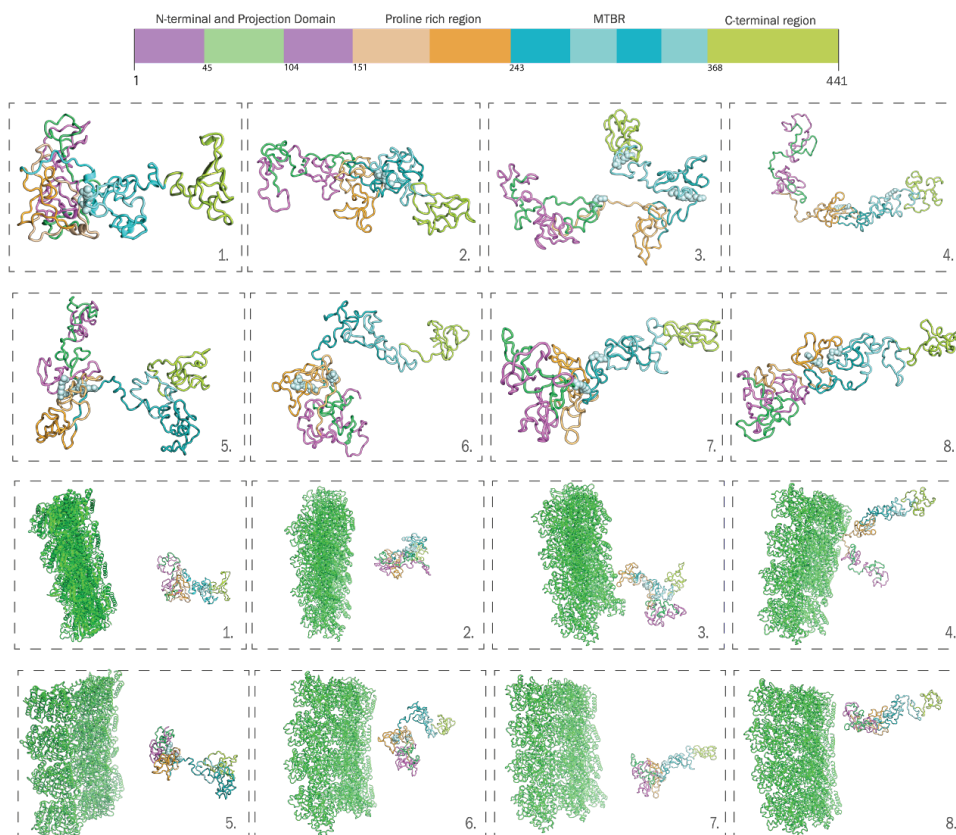 N-terminal and Projection Domain Proline rich region MTBR C-terminal region
45 104 151 243 368
1 441
1. 2. 3. 4.
5. 6. 7. 8.
1. 2. 3. 4.
5. 6. 7. 8.